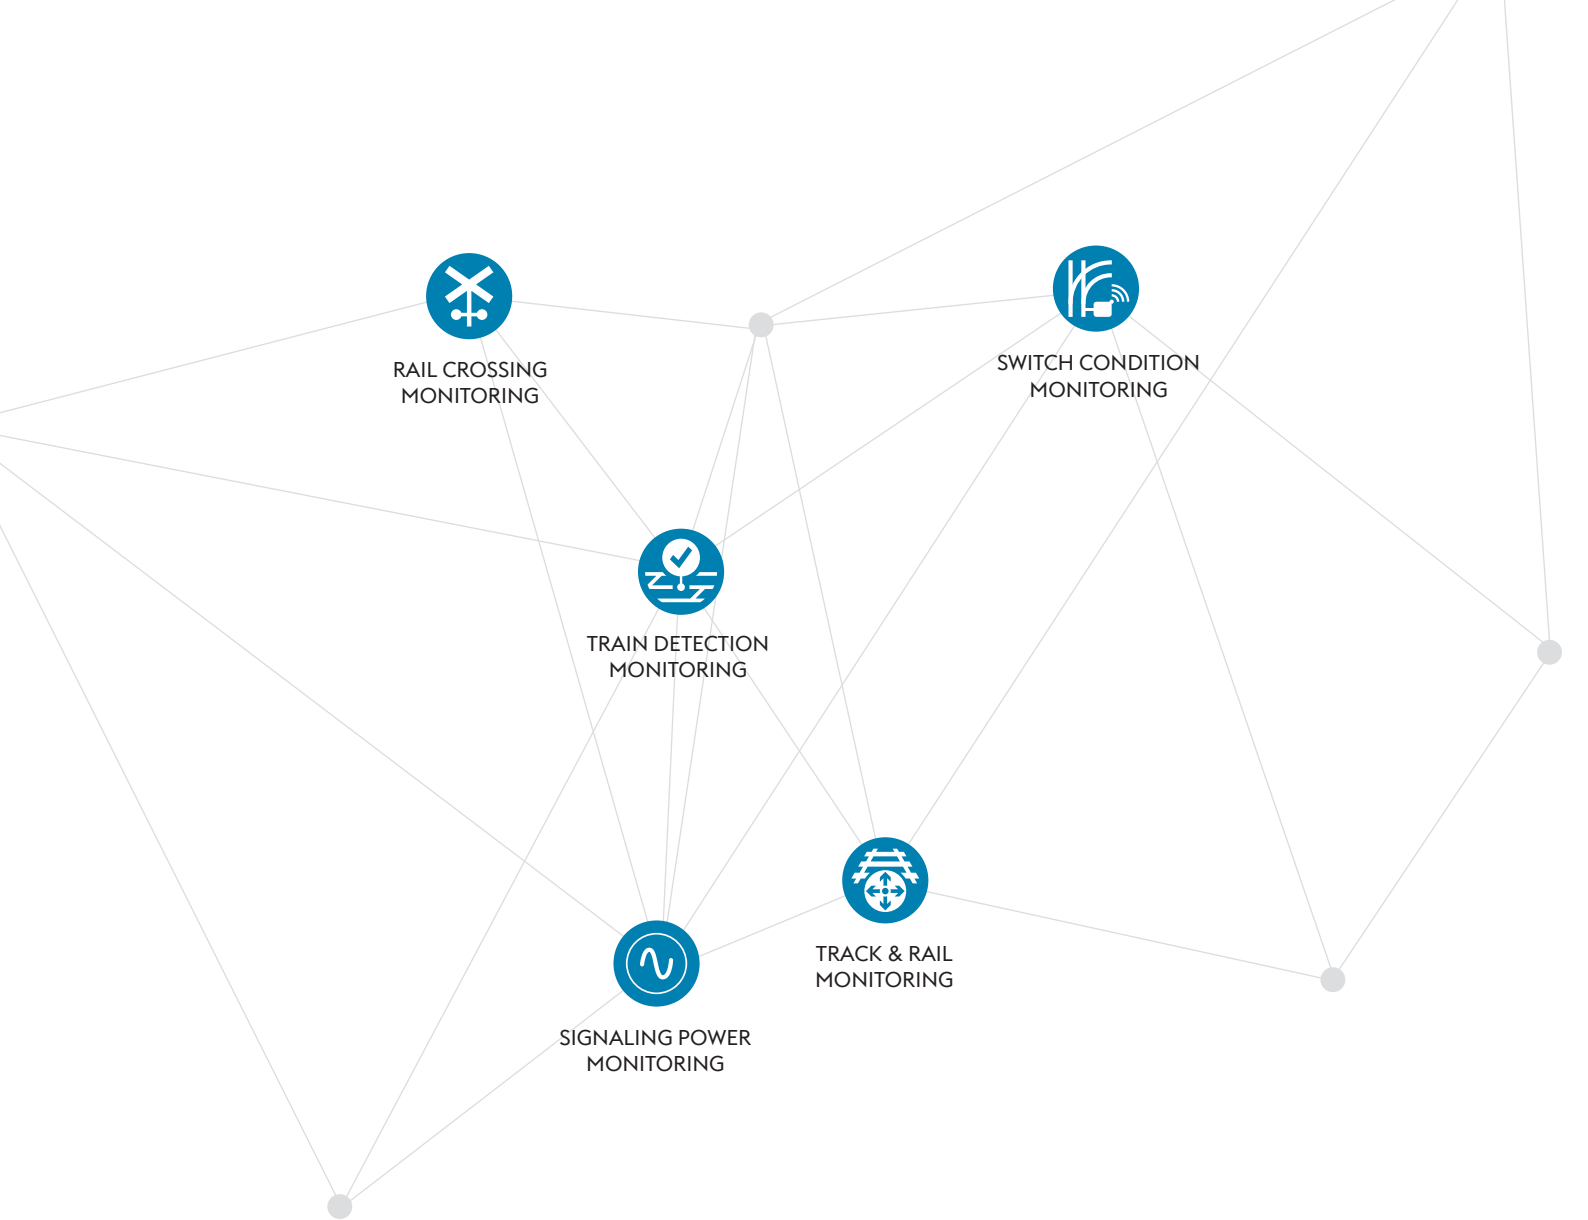 RAIL CROSSING
MONITORING
SWITCH CONDITION
MONITORING
TRAIN DETECTION
MONITORING
TRACK & RAIL
MONITORING
SIGNALING POWER
MONITORING